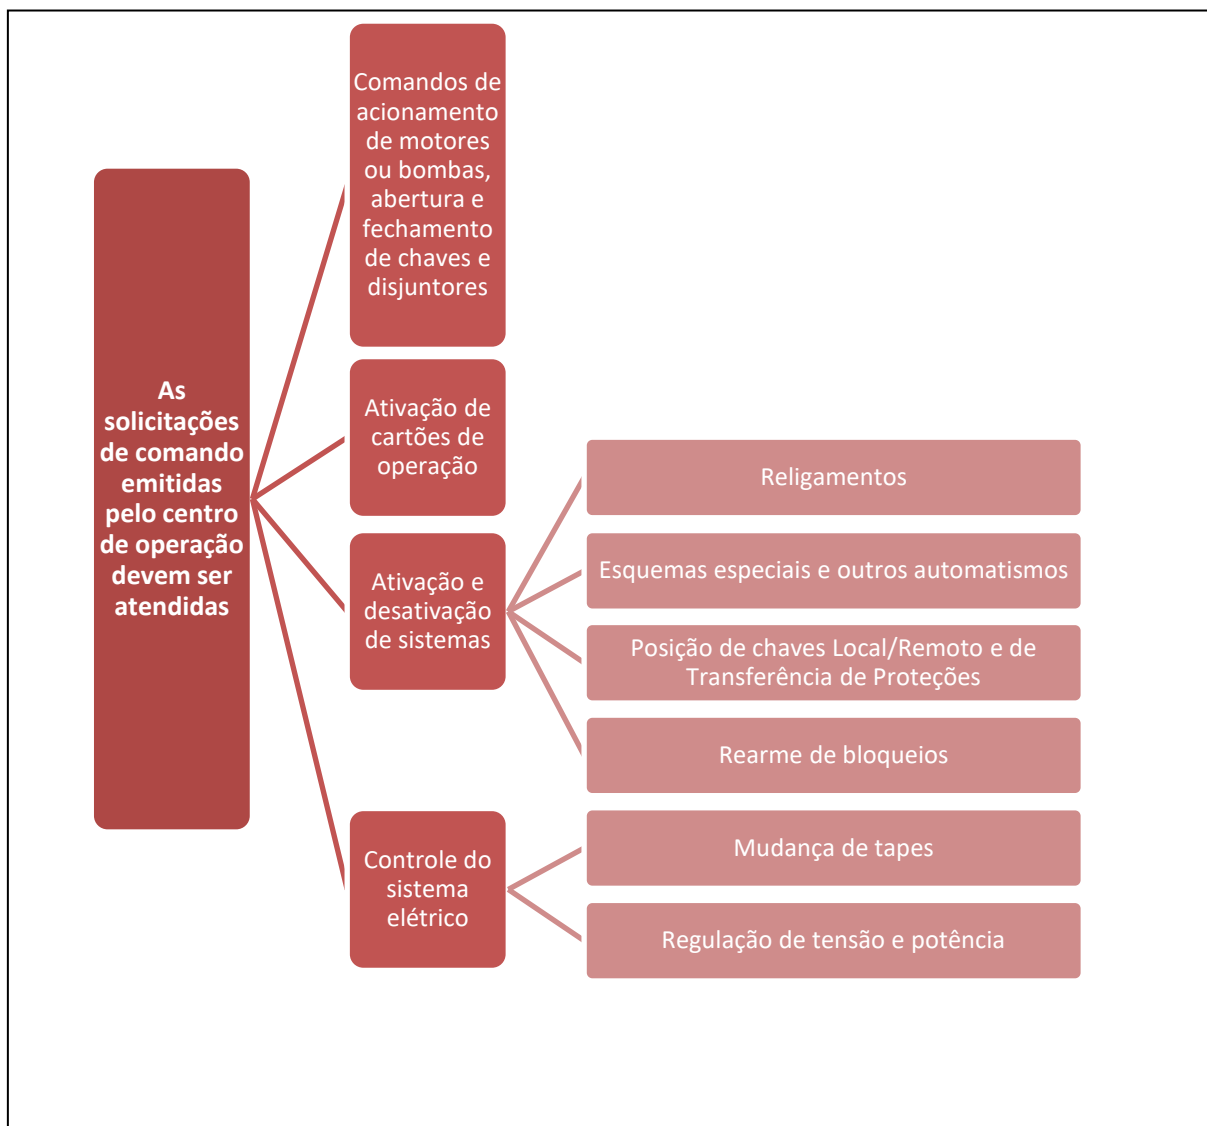 As
solicitações
de comando
emitidas
pelo centro
de operação
devem ser
atendidas
Comandos de
acionamento
de motores
ou bombas,
abertura e
fechamento
de chaves e
disjuntores
Ativação de
cartões de
operação
Ativação e
desativação
de sistemas
Religamentos
Esquemas especiais e outros automatismos
Posição de chaves Local/Remoto e de
Transferência de Proteções
Rearme de bloqueios
Controle do
sistema
elétrico
Mudança de tapes
Regulação de tensão e potência